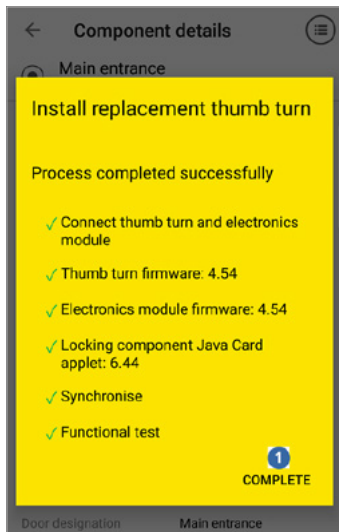 Component details
Main entrance
Install replacement thumb turn
Process completed successfully
Connect thumb turn and electronics
module
Thumb turn firmware: 4.54
Electronics module firmware: 4.54
Locking component Java Card
applet: 6.44
Synchronise
Functional test
1
COMPLETE
Door designation Main entrance